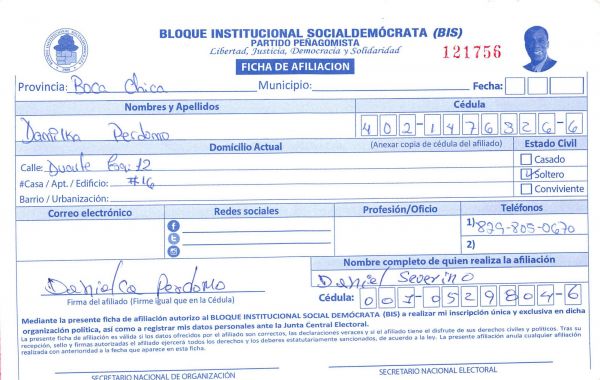 BLOQUE INSTITUCIONAL SOCIALDEMÓCRATA (BIS)
PARTIDO PEÑAGOMISTA
Libertad, Justicia, Democracia y Solidaridad
121756
FICHA DE AFILIACION
Provincia: Boca Chica Municipio: Fecha:
Nombres y Apellidos Cédula
Danilka Perdomo 402-1476326-6
Domicilio Actual (Anexar copia de cédula del afiliado) Estado Civil
Calle: Duarte Esq. 12 Casado
#Casa / Apt. / Edificio: #16 Soltero
Barrio / Urbanización: Conviviente
Correo electrónico Redes sociales Profesión/Oficio Teléfonos
1) 829-805-0670
2)
Nombre completo de quien realiza la afiliación
Danielca Perdomo Daniel Severino
Firma del afiliado (Firme igual que en la Cédula) Cédula: 001-0529804-6
Mediante la presente ficha de afiliación autorizo al BLOQUE INSTITUCIONAL SOCIAL DEMÓCRATA (BIS) a realizar mi inscripción única y exclusiva en dicha
organización política, así como a registrar mis datos personales ante la Junta Central Electoral.
La presente ficha de afiliación es válida si los datos ofrecidos por el afiliado son correctos, las declaraciones veraces y si el afiliado tiene el disfrute de sus derechos civiles y políticos. Tras su
recepción, sello y firmas autorizadas el afiliado ejercerá todos los derechos y deberes estatutariamente sancionados, de acuerdo a la ley. La presente afiliación anula cualquier afiliación
realizada con anterioridad a la fecha que aparece en esta ficha.
SECRETARIO NACIONAL DE ORGANIZACIÓN SECRETARIO NACIONAL ELECTORAL